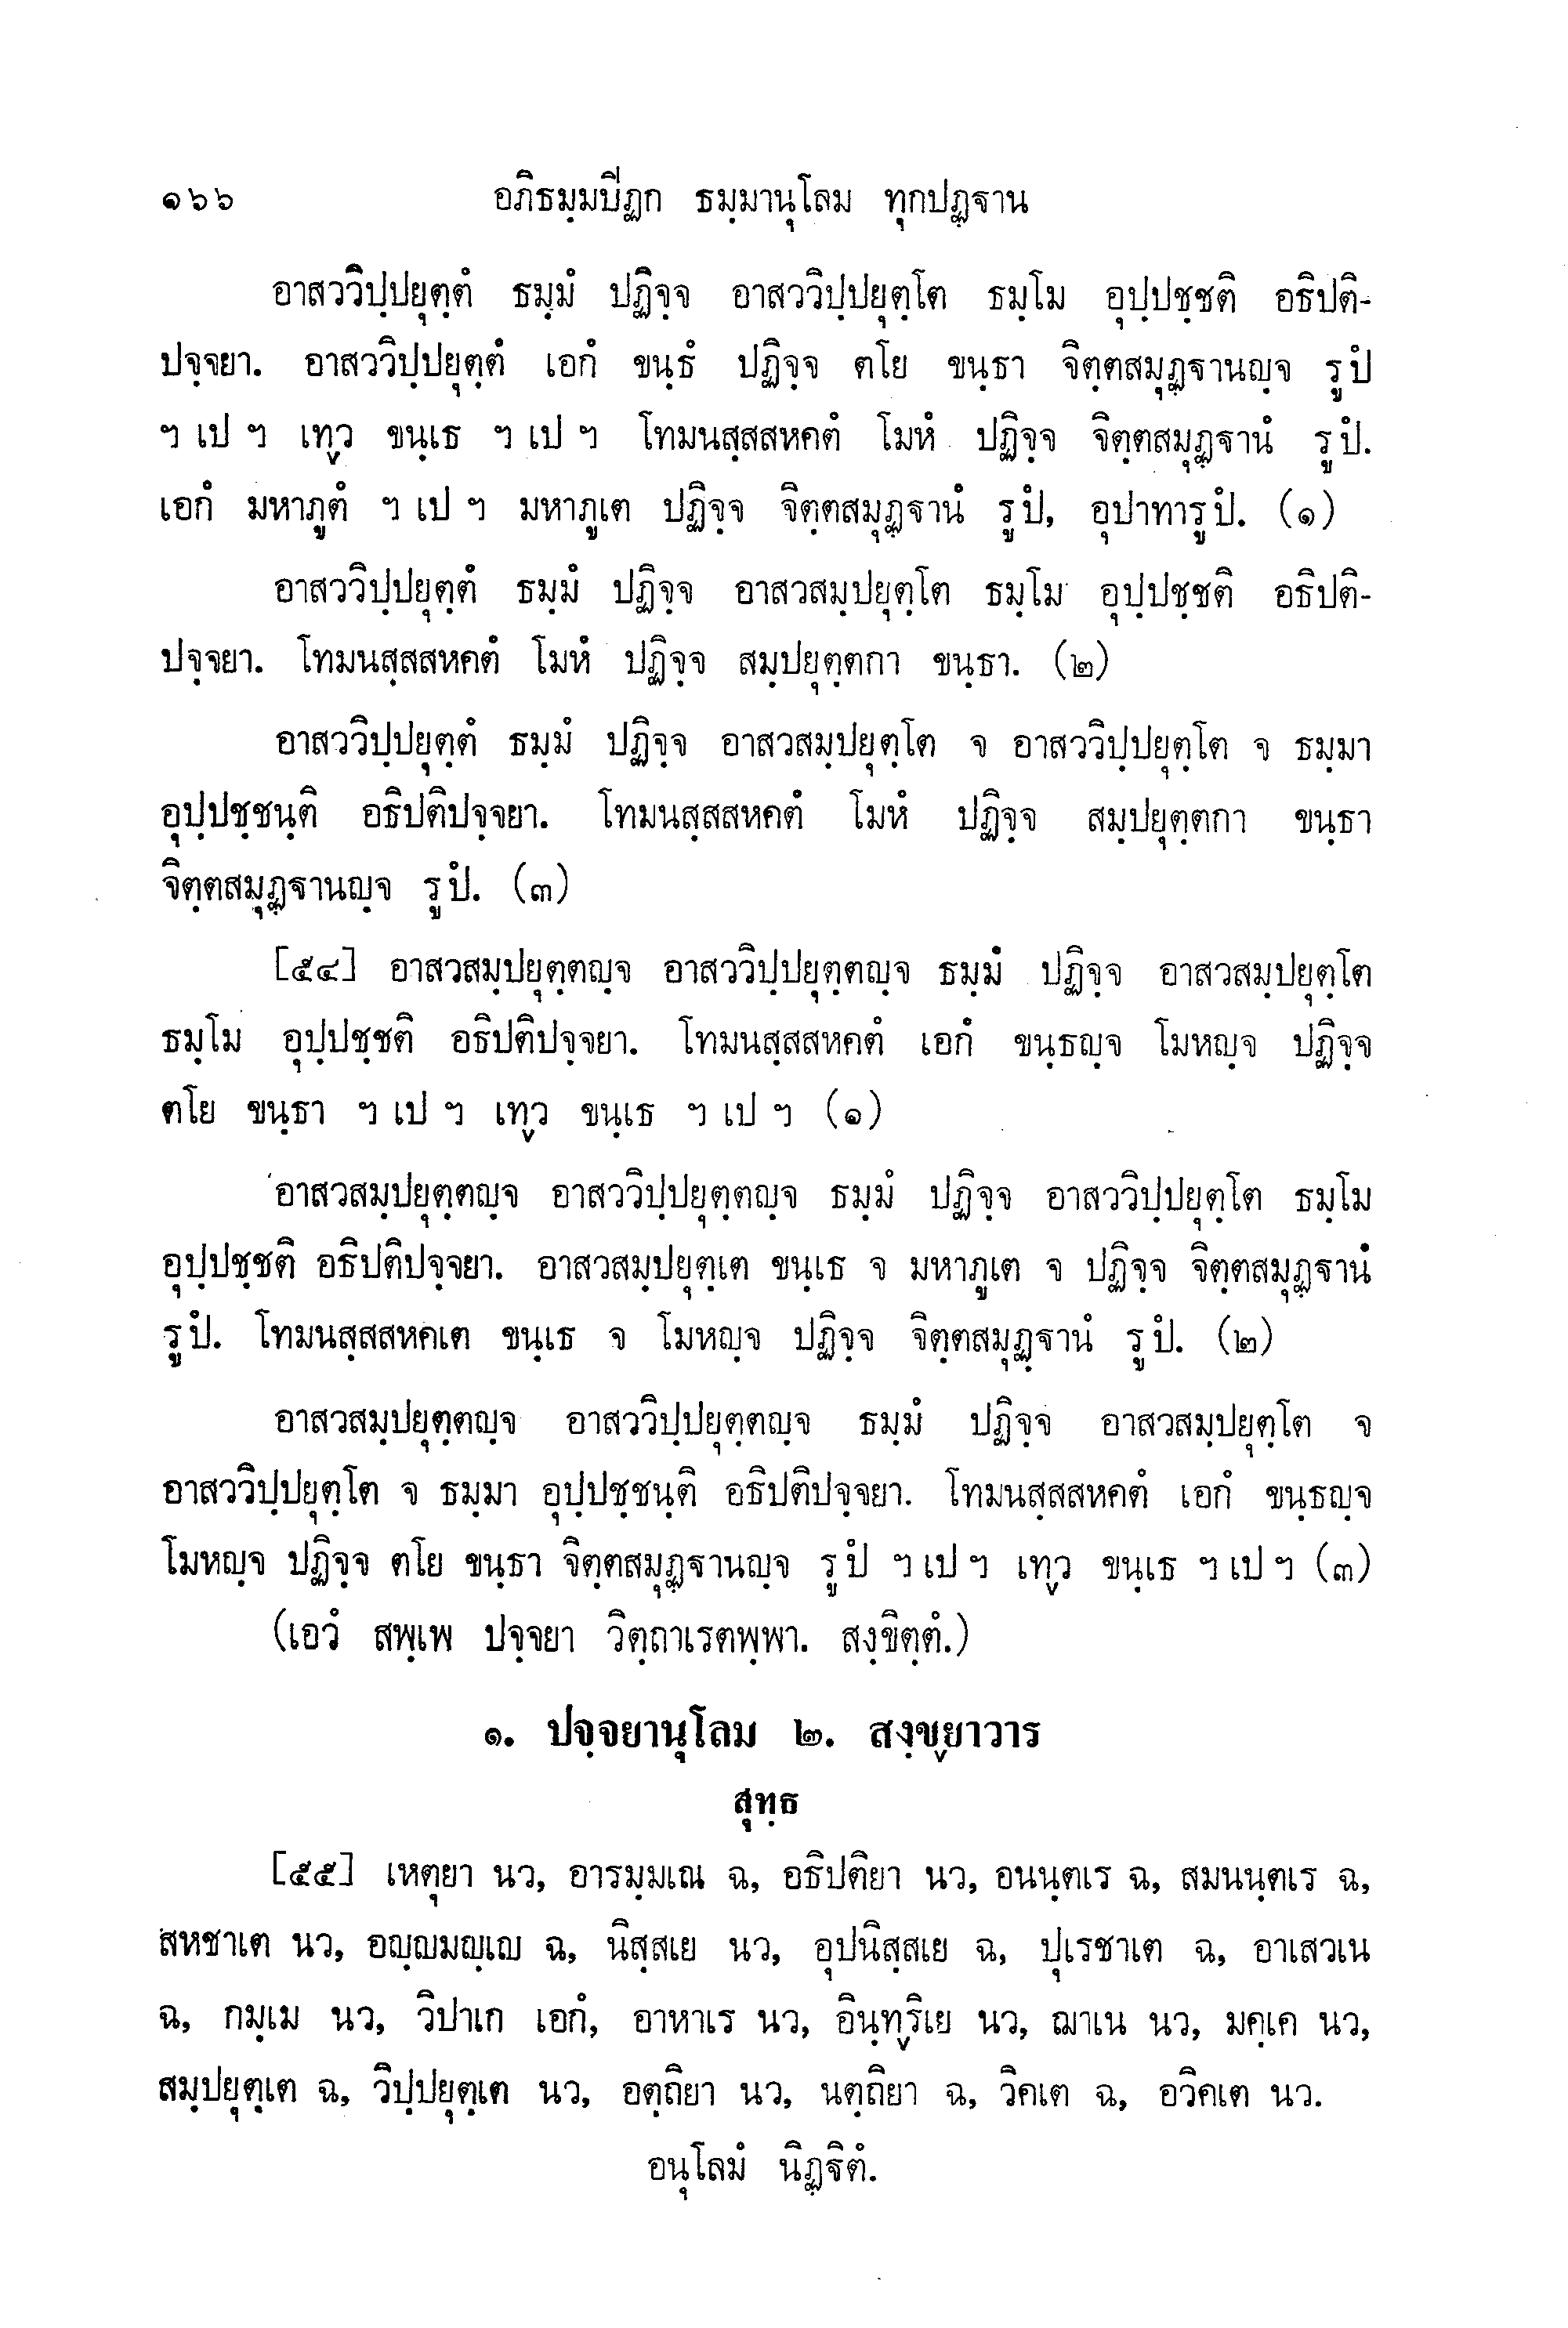 ๑๖๖ อภิธมฺมปิฏก ธมฺมานุโลม ทุกปฏฺฐาน
อาสววิปฺปยุตฺตํ ธมฺมํ ปฏิจฺจ อาสววิปฺปยุตฺโต ธมฺโม อุปฺปชฺชติ อธิปติ-
ปจฺจยา. อาสววิปฺปยุตฺตํ เอกํ ขนฺธํ ปฏิจฺจ ตโย ขนฺธา จิตฺตสมุฏฺฐานญฺจ รูปํ
ฯ เป ฯ เทฺว ขนฺเธ ฯ เป ฯ โทมนสฺสสหคตํ โมหํ ปฏิจฺจ จิตฺตสมุฏฺฐานํ รูปํ.
เอกํ มหาภูตํ ฯ เป ฯ มหาภูเต ปฏิจฺจ จิตฺตสมุฏฺฐานํ รูปํ, อุปาทารูปํ. (๑)
อาสววิปฺปยุตฺตํ ธมฺมํ ปฏิจฺจ อาสวสมฺปยุตฺโต ธมฺโม อุปฺปชฺชติ อธิปติ-
ปจฺจยา. โทมนสฺสสหคตํ โมหํ ปฏิจฺจ สมฺปยุตฺตกา ขนฺธา. (๒)
อาสววิปฺปยุตฺตํ ธมฺมํ ปฏิจฺจ อาสวสมฺปยุตฺโต จ อาสววิปฺปยุตฺโต จ ธมฺมา
อุปฺปชฺชนฺติ อธิปติปจฺจยา. โทมนสฺสสหคตํ โมหํ ปฏิจฺจ สมฺปยุตฺตกา ขนฺธา
จิตฺตสมุฏฺฐานญฺจ รูปํ. (๓)
[๕๔] อาสวสมฺปยุตฺตญฺจ อาสววิปฺปยุตฺตญฺจ ธมฺมํ ปฏิจฺจ อาสวสมฺปยุตฺโต
ธมฺโม อุปฺปชฺชติ อธิปติปจฺจยา. โทมนสฺสสหคตํ เอกํ ขนฺธญฺจ โมหญฺจ ปฏิจฺจ
ตโย ขนฺธา ฯ เป ฯ เทฺว ขนฺเธ ฯ เป ฯ (๑)
อาสวสมฺปยุตฺตญฺจ อาสววิปฺปยุตฺตญฺจ ธมฺมํ ปฏิจฺจ อาสววิปฺปยุตฺโต ธมฺโม
อุปฺปชฺชติ อธิปติปจฺจยา. อาสวสมฺปยุตฺเต ขนฺเธ จ มหาภูเต จ ปฏิจฺจ จิตฺตสมุฏฺฐานํ
รูปํ. โทมนสฺสสหคเต ขนฺเธ จ โมหญฺจ ปฏิจฺจ จิตฺตสมุฏฺฐานํ รูปํ. (๒)
อาสวสมฺปยุตฺตญฺจ อาสววิปฺปยุตฺตญฺจ ธมฺมํ ปฏิจฺจ อาสวสมฺปยุตฺโต จ
อาสววิปฺปยุตฺโต จ ธมฺมา อุปฺปชฺชนฺติ อธิปติปจฺจยา. โทมนสฺสสหคตํ เอกํ ขนฺธญฺจ
โมหญฺจ ปฏิจฺจ ตโย ขนฺธา จิตฺตสมุฏฺฐานญฺจ รูปํ ฯ เป ฯ เทฺว ขนฺเธ ฯ เป ฯ (๓)
(เอวํ สพฺเพ ปจฺจยา วิตฺถาเรตพฺพา. สงฺขิตฺตํ.)
๑. ปจฺจยานุโลม ๒. สงฺขฺยาวาร
สุทฺธ
[๕๕] เหตุยา นว, อารมฺมเณ ฉ, อธิปติยา นว, อนนฺตเร ฉ, สมนนฺตเร ฉ,
สหชาเต นว, อญฺญมญฺเญ ฉ, นิสฺสเย นว, อุปนิสฺสเย ฉ, ปุเรชาเต ฉ, อาเสวเน
ฉ, กมฺเม นว, วิปาเก เอกํ, อาหาเร นว, อินฺทฺริเย นว, ฌาเน นว, มคฺเค นว,
สมฺปยุตฺเต ฉ, วิปฺปยุตฺเต นว, อตฺถิยา นว, นตฺถิยา ฉ, วิคเต ฉ, อวิคเต นว.
อนุโลมํ นิฏฺฐิตํ.